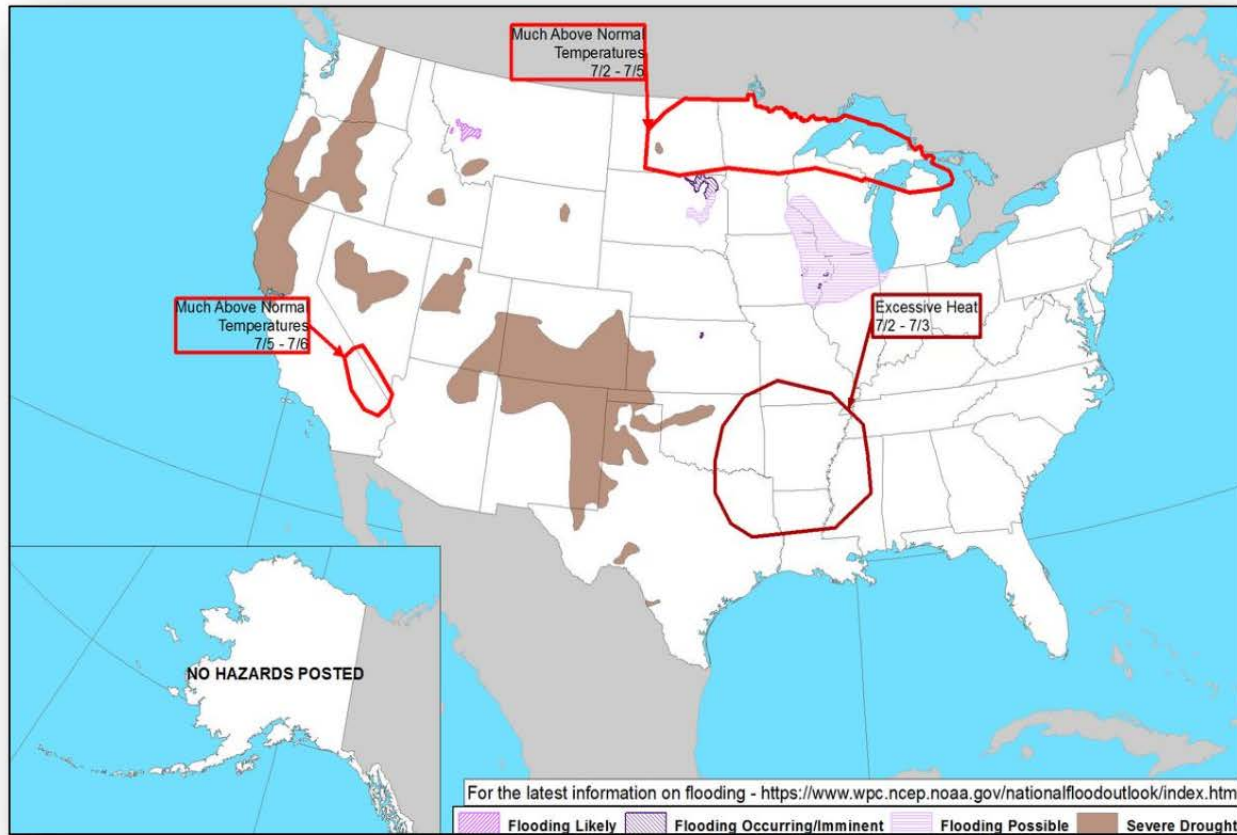 Much Above Normal
Temperatures
7/2 - 7/5
Much Above Normal
Temperatures
7/5 - 7/6
Excessive Heat
7/2 - 7/3
NO HAZARDS POSTED
For the latest information on flooding - https://www.wpc.ncep.noaa.gov/nationalfloodoutlook/index.htm
Flooding Likely Flooding Occurring/Imminent Flooding Possible Severe Drought